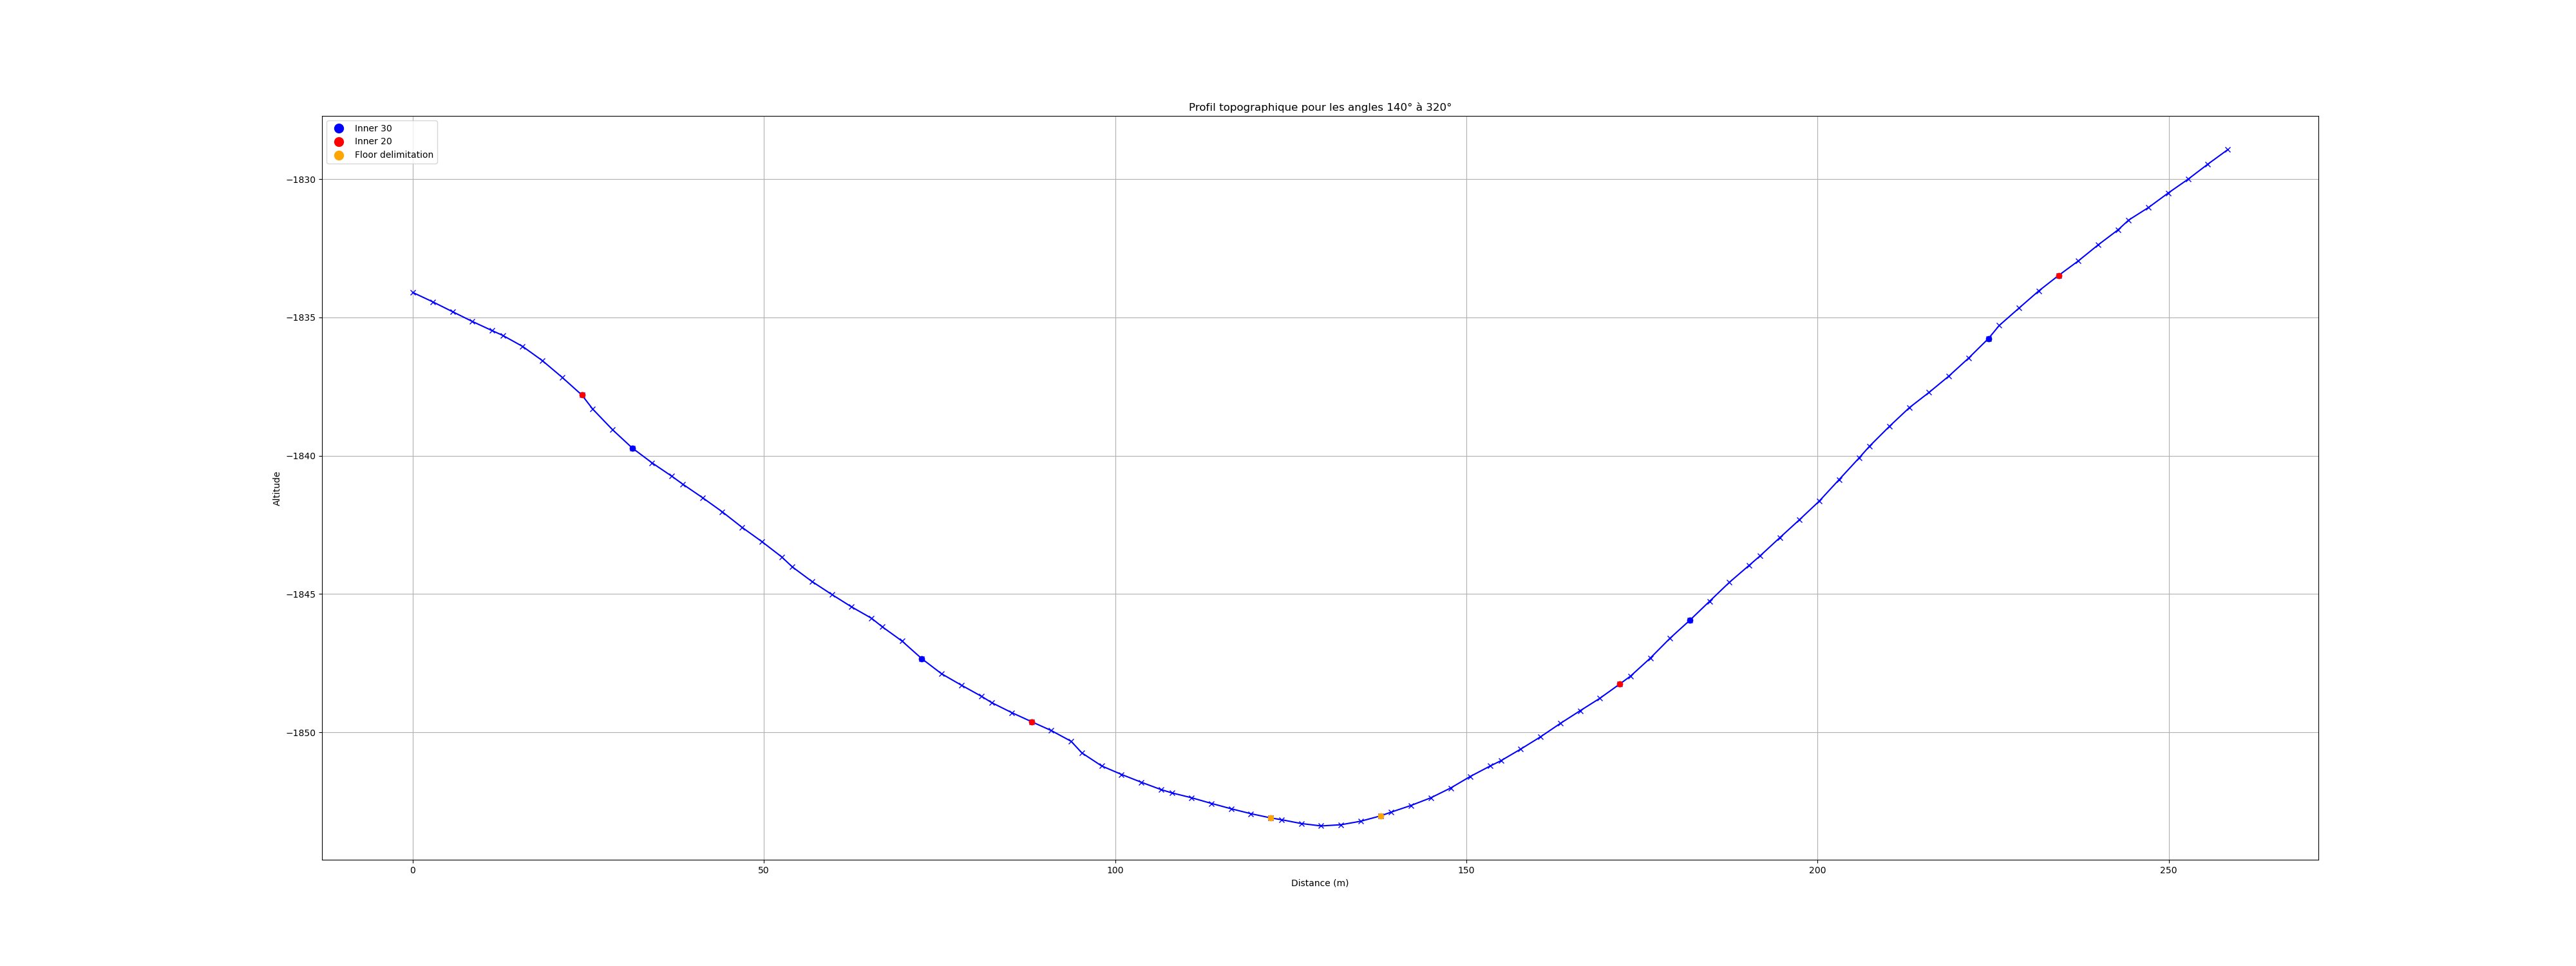 Profil topographique pour les angles 140° à 320°
Inner 30
Inner 20
Floor delimitation
Altitude
−1830
−1835
−1840
−1845
−1850
0 50 100 150 200 250
Distance (m)